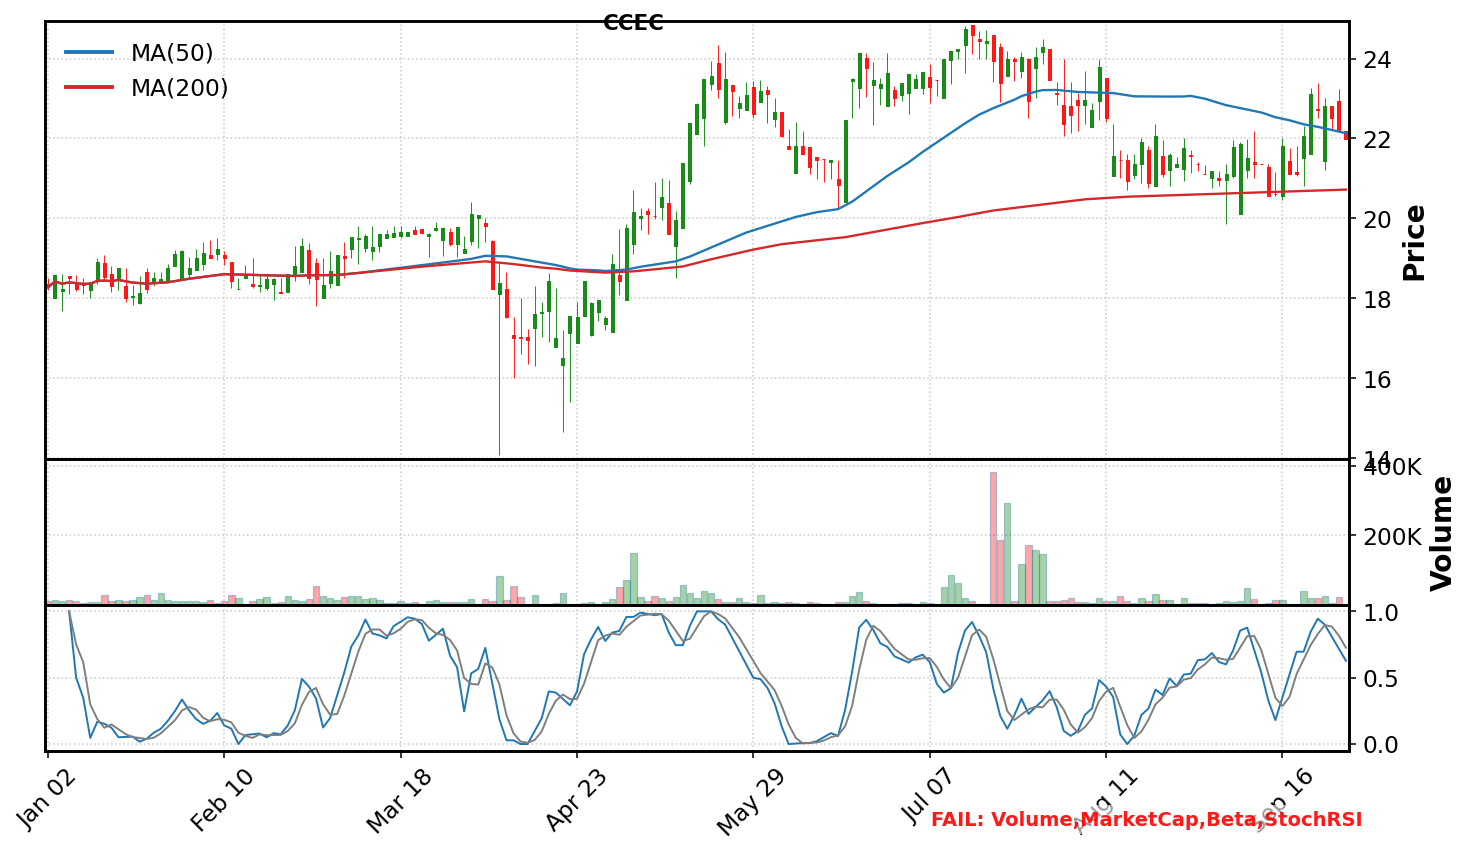 CCEC
MA(50)
MA(200)
24
22
20
18
16
14
Price
400K
200K
Volume
1.0
0.5
0.0
Jan 02
Feb 10
Mar 18
Apr 23
May 29
Jul 07
Aug 11
Sep 16
FAIL: Volume,MarketCap,Beta,StochRSI